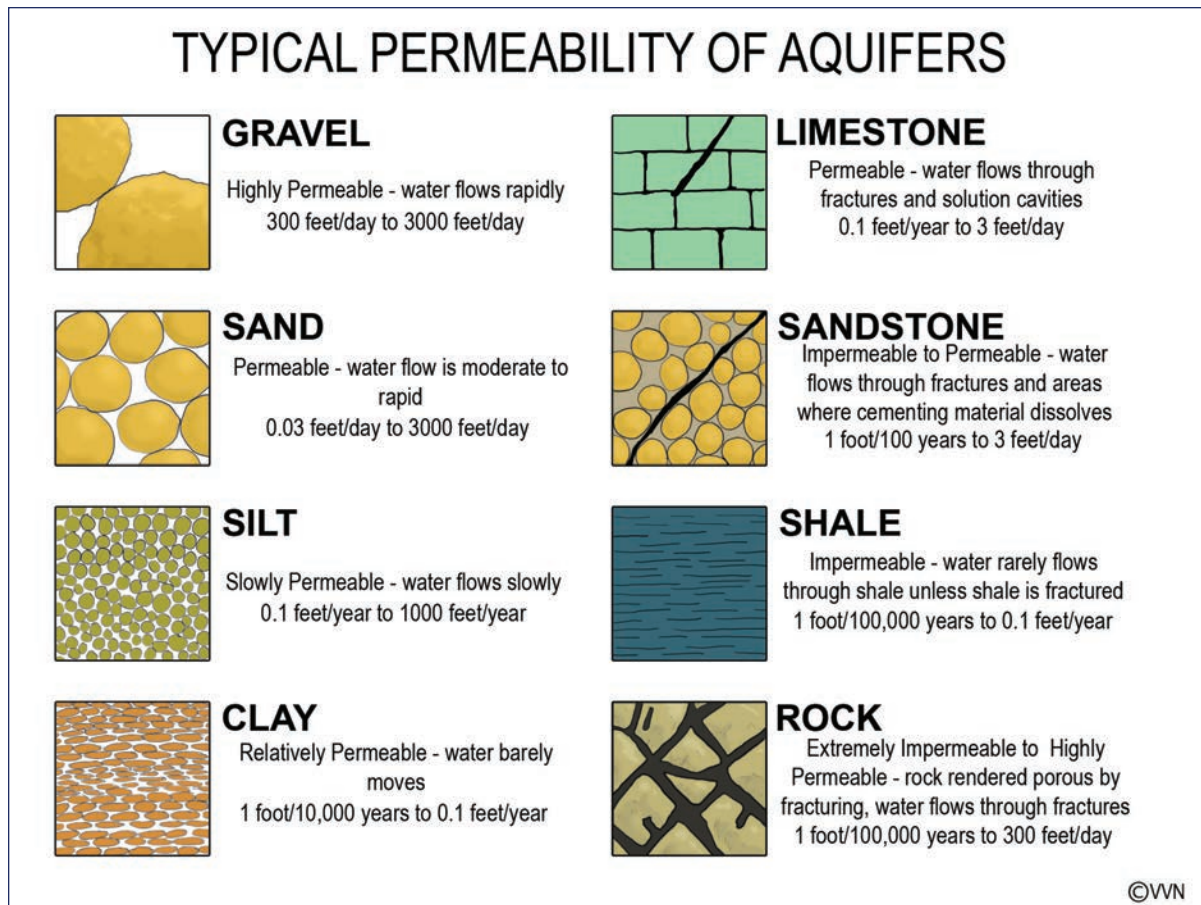 TYPICAL PERMEABILITY OF AQUIFERS
GRAVEL
Highly Permeable - water flows rapidly
300 feet/day to 3000 feet/day
SAND
Permeable - water flow is moderate to
rapid
0.03 feet/day to 3000 feet/day
SILT
Slowly Permeable - water flows slowly
0.1 feet/year to 1000 feet/year
CLAY
Relatively Permeable - water barely
moves
1 foot/10,000 years to 0.1 feet/year
LIMESTONE
Permeable - water flows through
fractures and solution cavities
0.1 feet/year to 3 feet/day
SANDSTONE
Impermeable to Permeable - water
flows through fractures and areas
where cementing material dissolves
1 foot/100 years to 3 feet/day
SHALE
Impermeable - water rarely flows
through shale unless shale is fractured
1 foot/100,000 years to 0.1 feet/year
ROCK
Extremely Impermeable to Highly
Permeable - rock rendered porous by
fracturing, water flows through fractures
1 foot/100,000 years to 300 feet/day
©VVN